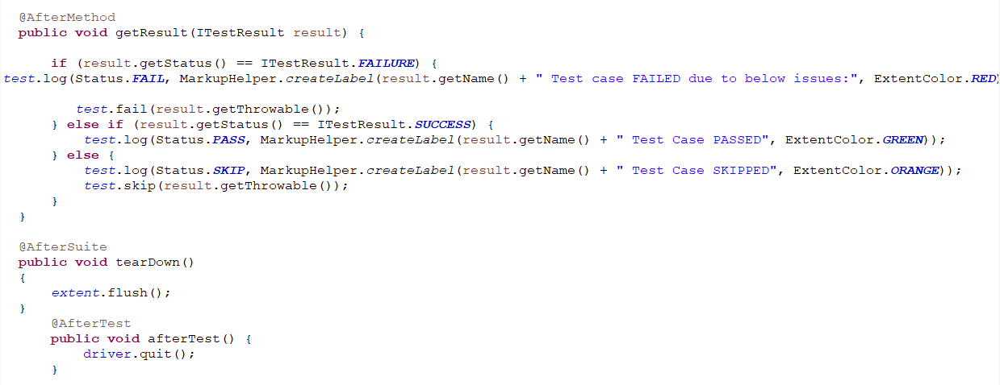 @AfterMethod
public void getResult(ITestResult result) {
if (result.getStatus() == ITestResult.FAILURE) {
test.log(Status.FAIL, MarkupHelper.createLabel(result.getName() + " Test case FAILED due to below issues:", ExtentColor.RED)
test.fail(result.getThrowable());
} else if (result.getStatus() == ITestResult.SUCCESS) {
test.log(Status.PASS, MarkupHelper.createLabel(result.getName() + " Test Case PASSED", ExtentColor.GREEN));
} else {
test.log(Status.SKIP, MarkupHelper.createLabel(result.getName() + " Test Case SKIPPED", ExtentColor.ORANGE));
test.skip(result.getThrowable());
}
}
@AfterSuite
public void tearDown()
{
extent.flush();
}
@AfterTest
public void afterTest() {
driver.quit();
}